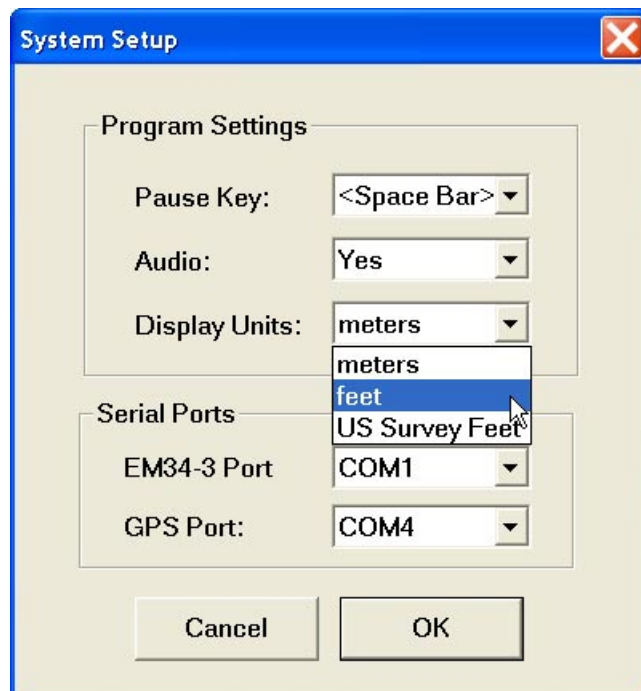 System Setup
Program Settings
Pause Key: <Space Bar>
Audio: Yes
Display Units: meters
meters
feet
US Survey Feet
Serial Ports
EM34-3 Port COM1
GPS Port: COM4
Cancel OK